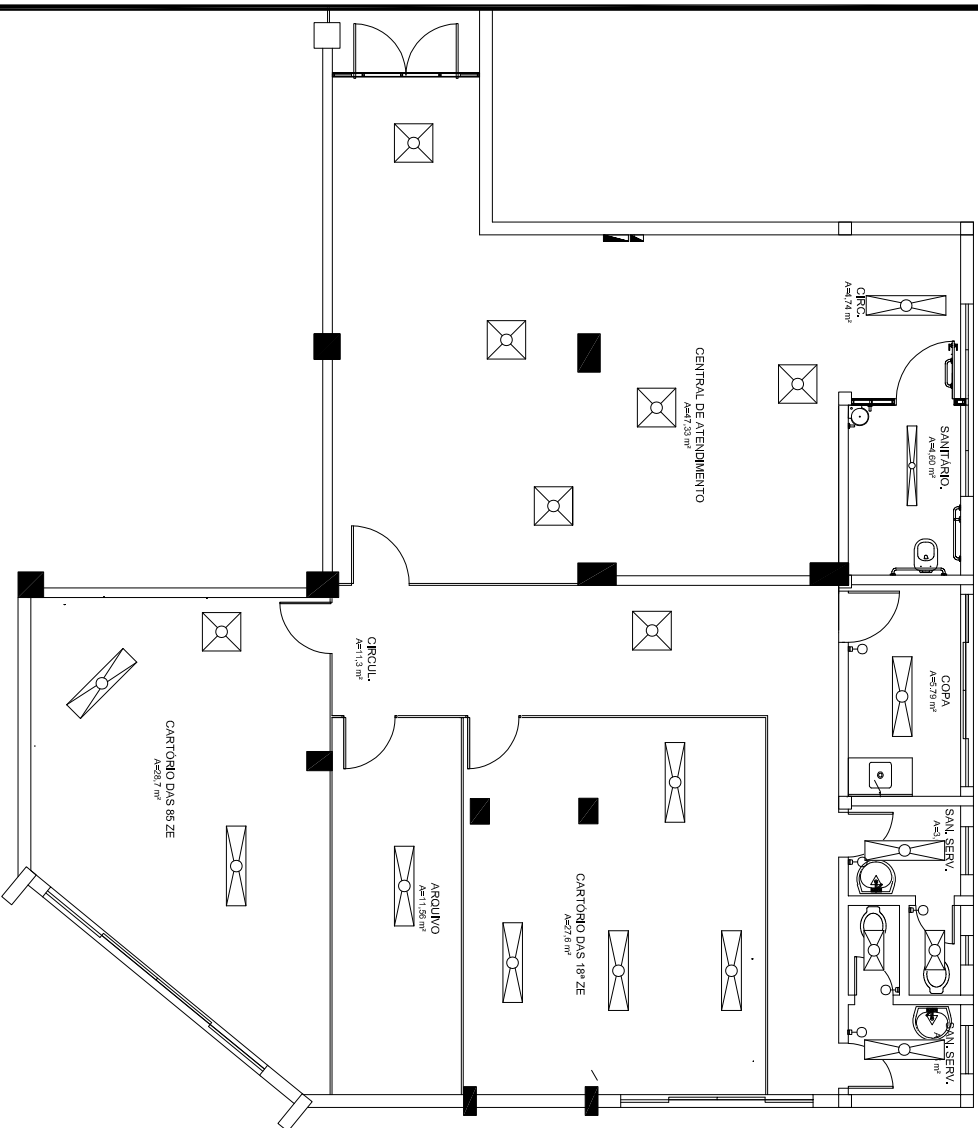 CIRC.
A=4,74 m²
SANITÁRIO.
A=4,60 m²
CENTRAL DE ATENDIMENTO
A=47,33 m²
CIRCUL.
A=11,3 m²
COPA
A=5,79 m²
CARTÓRIO DAS 85 ZE
A=28,7 m²
SAN. SERV.
A=3,
ARQUIVO
A=11,56 m²
CARTÓRIO DAS 18ª ZE
A=27,6 m²
SAN. SERV.
m²